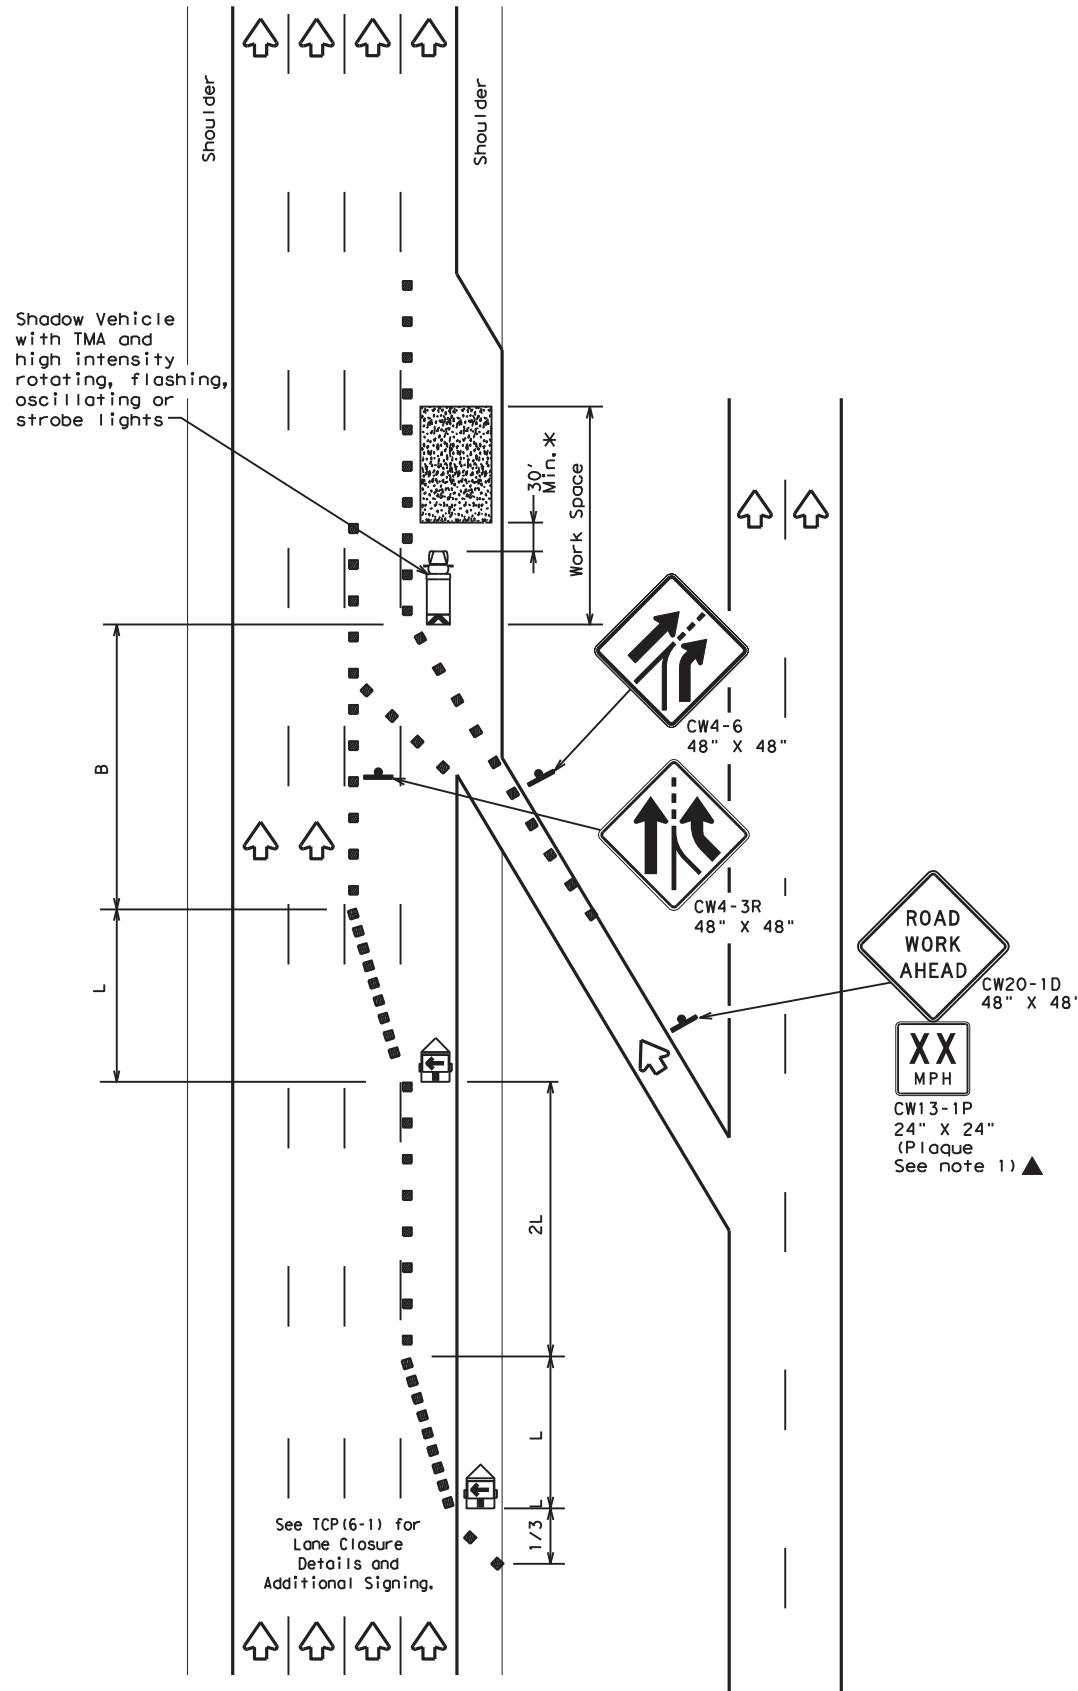 Shoulder
Shoulder
Shadow Vehicle
with TMA and
high intensity
rotating, flashing,
oscillating or
strobe lights
30'
Min.*
Work Space
CW4-6
48" X 48"
B
CW4-3R
48" X 48"
ROAD
WORK
AHEAD
CW20-1D
48" X 48"
L
XX
MPH
CW13-1P
24" X 24"
(Plaque
See note 1) ▲
2L
L
1/3 L
See TCP(6-1) for
Lane Closure
Details and
Additional Signing.